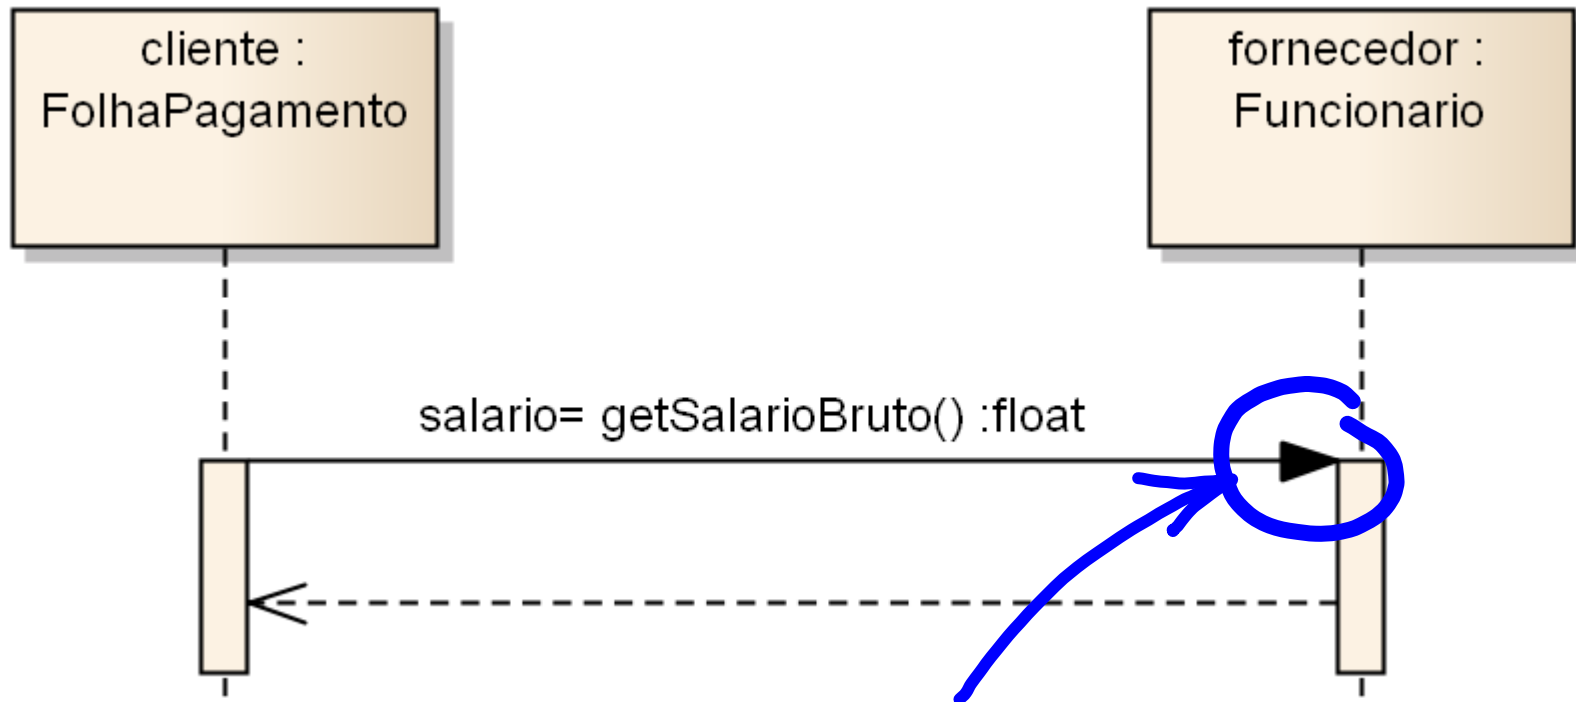 cliente :
FolhaPagamento
fornecedor :
Funcionario
salario= getSalarioBruto() :float